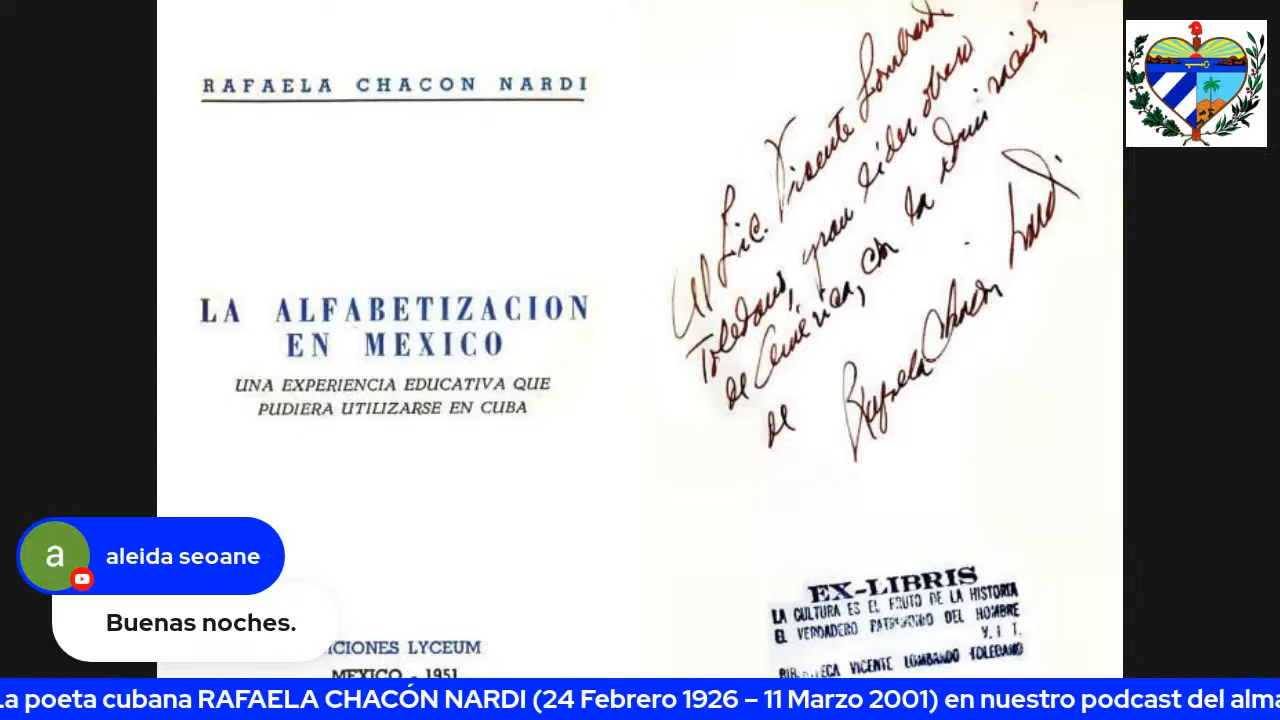 RAFAELA CHACON NARDI
LA ALFABETIZACION
EN MEXICO
UNA EXPERIENCIA EDUCATIVA QUE
PUDIERA UTILIZARSE EN CUBA
ICIONES LYCEUM
MEXICO - 1951
Al Lic. Vicente Lombardo
Toledano, gran líder obrero
de América, con la admiración
de Rafaela Chacón Nardi
EX-LIBRIS
LA CULTURA ES EL FRUTO DE LA HISTORIA
EL VERDADERO PATRIMONIO DEL HOMBRE
V. L. T.
BIBLIOTECA VICENTE LOMBARDO TOLEDANO
a
aleida seoane
Buenas noches.
La poeta cubana RAFAELA CHACÓN NARDI (24 Febrero 1926 – 11 Marzo 2001) en nuestro podcast del alma